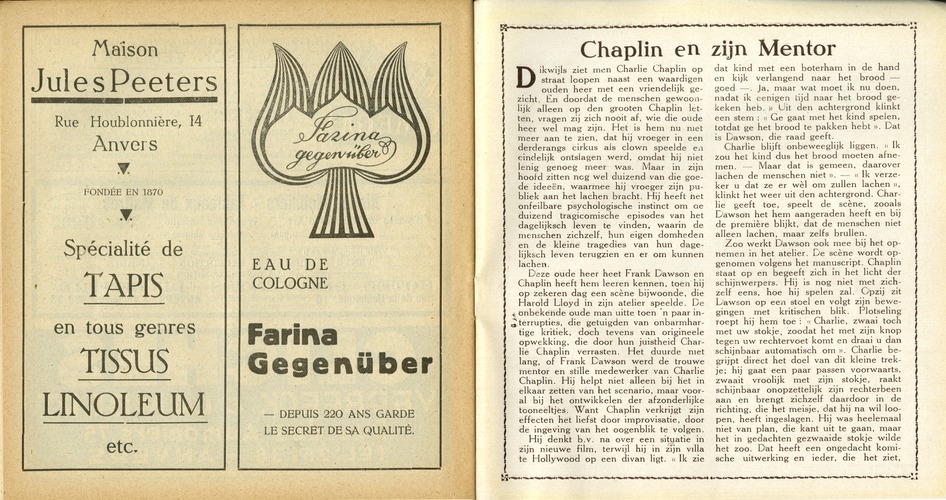 Maison
Jules Peeters
Rue Houblonnière, 14
Anvers
FONDÉE EN 1870
Spécialité de
TAPIS
en tous genres
TISSUS
LINOLEUM
etc.
Farina
gegenüber
EAU DE
COLOGNE
Farina
Gegenüber
— DEPUIS 220 ANS GARDE
LE SECRET DE SA QUALITÉ.
Chaplin en zijn Mentor
Dikwijls ziet men Charlie Chaplin op
straat loopen naast een waardigen
ouden heer met een vriendelijk ge-
zicht. En doordat de menschen gewoon-
lijk alleen op den grooten Chaplin let-
ten, vragen zij zich nooit af, wie die oude
heer wel mag zijn. Het is hem nu niet
meer aan te zien, dat hij vroeger in een
derderangs cirkus als clown speelde en
eindelijk ontslagen werd, omdat hij niet
lenig genoeg meer was. Maar in zijn
hoofd zitten nog wel duizend van die goe-
de ideeën, waarmee hij vroeger zijn pu-
bliek aan het lachen bracht. Hij heeft net
onfeilbare psychologische instinct om de
duizend tragicomische episodes van het
dagelijksch leven te vinden, waarin de
menschen zichzelf, hun eigen domheden
en de kleine tragedies van hun dage-
lijksch leven terugzien en er om kunnen
lachen.
Deze oude heer heet Frank Dawson en
Chaplin heeft hem leeren kennen, toen hij
op zekeren dag een scène bijwoonde, die
Harold Lloyd in zijn atelier speelde. De
onbekende oude man uitte toen 'n paar in-
terrupties, die getuigden van onbarmhar-
tige kritiek, doch tevens van origineele
opwekking, die door hun juistheid Char-
lie Chaplin verrasten. Het duurde met
lang, of Frank Dawson werd de trouwe
mentor en stille medewerker van Charlie
Chaplin. Hij helpt niet alleen bij het in
elkaar zetten van het scenario, maar voor-
al bij het ontwikkelen der afzonderlijke
tooneeltjes. Want Chaplin verkrijgt zijn
effecten het liefst door improvisatie, door
de ingeving van het oogenblik te volgen.
Hij denkt b.v. na over een situatie in
zijn nieuwe film, terwijl hij in zijn villa
te Hollywood op een divan ligt. « Ik zie
dat kind met een boterham in de hand
en kijk verlangend naar het brood —
goed —. Ja, maar wat moet ik nu doen,
nadat ik eenigen tijd naar het brood ge-
keken heb. » Uit den achtergrond klinkt
een stem : « Ge gaat met het kind spelen,
totdat ge het brood te pakken hebt ». Dat
is Dawson, die raad geeft.
Charlie blijft onbeweeglijk liggen. « Ik
zou het kind dus het brood moeten afne-
men. — Maar dat is gemeen, daarover
lachen de menschen niet ». — « Ik verze-
ker u dat ze er wèl om zullen lachen »,
klinkt het weer uit den achtergrond. Char-
lie geeft toe, speelt de scène, zooals
Dawson het hem aangeraden heeft en bij
de première blijkt, dat de menschen niet
alleen lachen, maar zelfs brullen.
Zoo werkt Dawson ook mee bij het op-
nemen in het atelier. De scène wordt op-
genomen volgens het manuscript. Chaplin
staat op en begeeft zich in het licht der
schijnwerpers. Hij is nog niet met zich-
zelf eens, hoe hij spelen zal. Opzij zit
Dawson op een stoel en volgt zijn bewe-
gingen met kritischen blik. Plotseling
roept hij hem toe : « Charlie, zwaai toch
met uw stokje, zoodat het met zijn knop
tegen uw rechtervoet komt en draai u dan
schijnbaar automatisch om ». Charlie be-
grijpt direct het doel van dit kleine trek-
je; hij gaat een paar passen voorwaarts,
zwaait vroolijk met zijn stokje, raakt
schijnbaar onopzettelijk zijn rechterbeen
aan en brengt zichzelf daardoor in de
richting, die het meisje, dat hij na wil loo-
pen, heeft ingeslagen. Hij was heelemaal
niet van plan, die kant uit te gaan, maar
het in gedachten gezwaaide stokje wilde
het zoo. Dat heeft een ongedacht komi-
sche uitwerking en ieder, die het ziet,